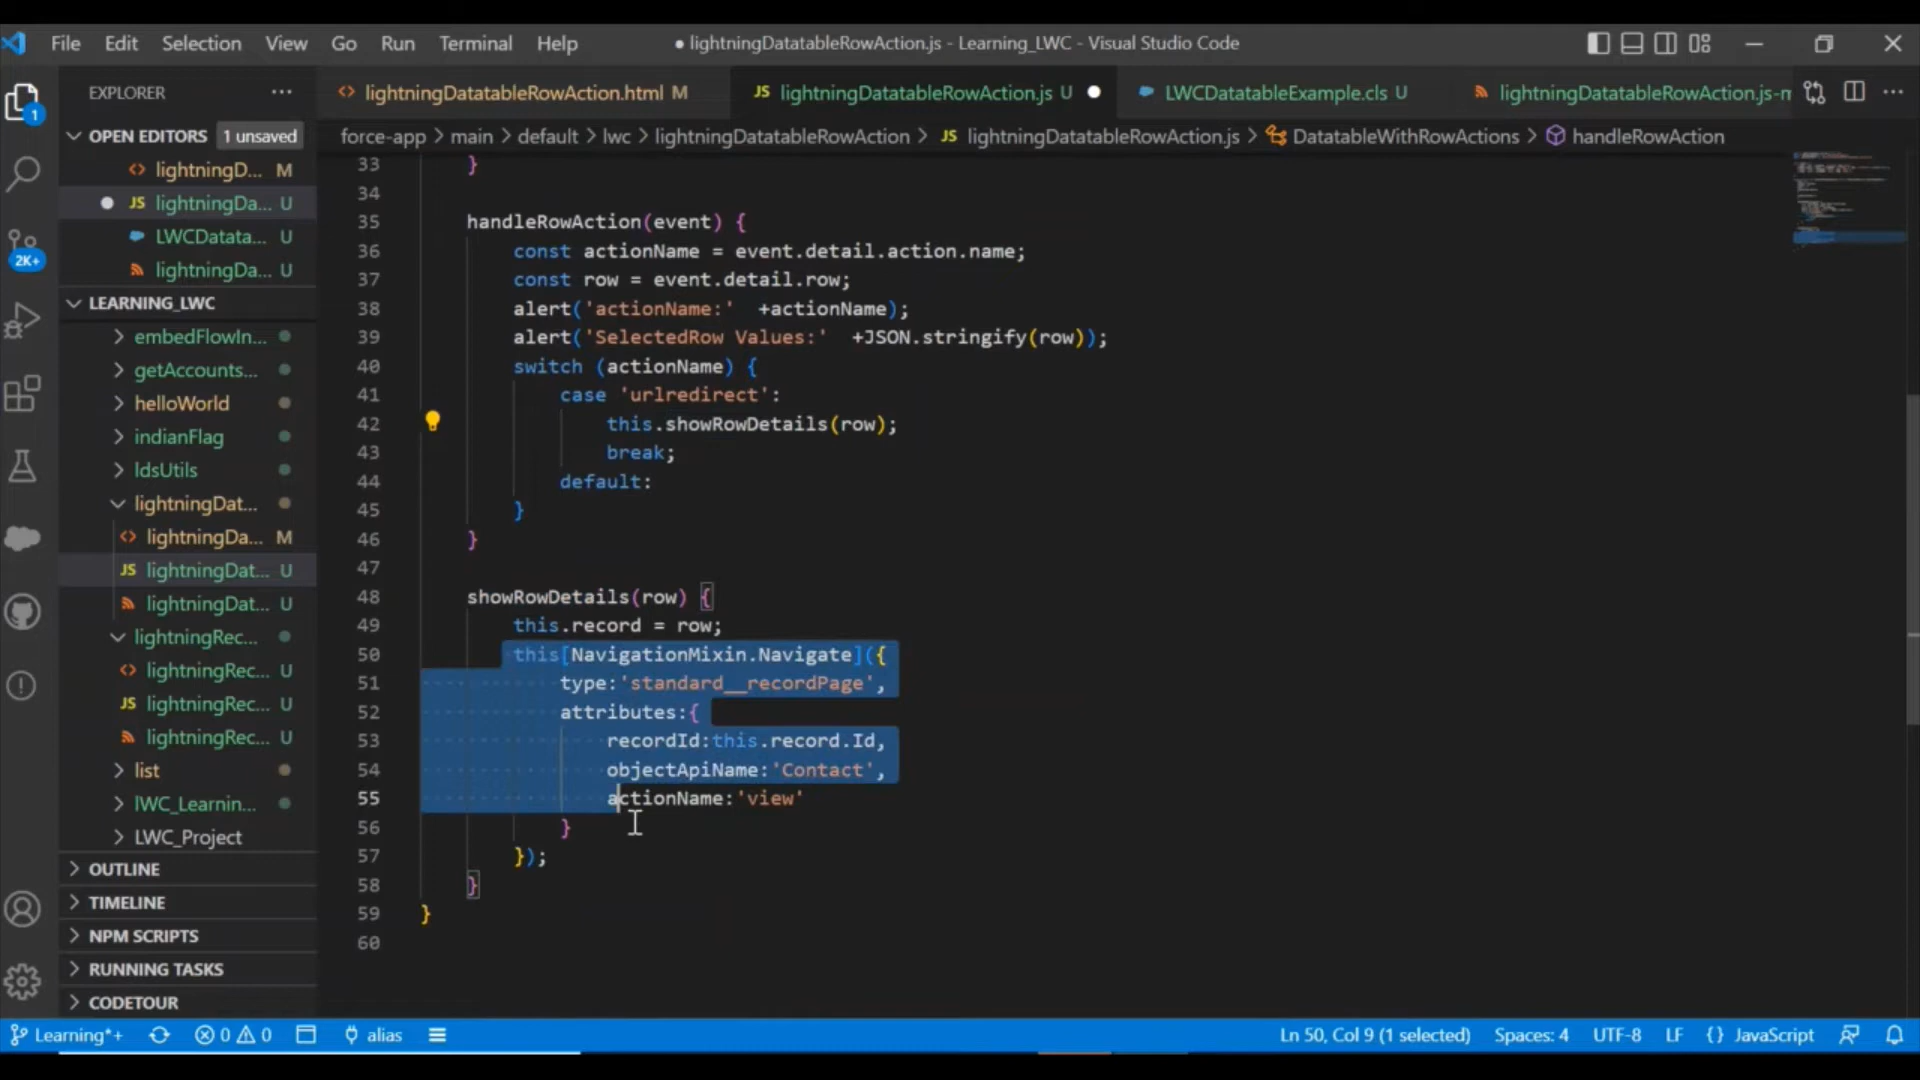 File Edit Selection View Go Run Terminal Help ● lightningDatatableRowAction.js - Learning_LWC - Visual Studio Code
EXPLORER ...
lightningDatatableRowAction.html M JS lightningDatatableRowAction.js U LWCDatatableExample.cls U lightningDatatableRowAction.js-m
force-app > main > default > lwc > lightningDatatableRowAction > JS lightningDatatableRowAction.js > DatatableWithRowActions > handleRowAction
1
OPEN EDITORS 1 unsaved
lightningD... M
JS lightningDa... U
LWCDatata... U
lightningDa... U
2K+
LEARNING_LWC
embedFlowIn...
getAccounts...
helloWorld
indianFlag
ldsUtils
lightningDat...
lightningDa... M
JS lightningDat... U
lightningDat... U
lightningRec...
lightningRec... U
JS lightningRec... U
lightningRec... U
list
lWC_Learnin...
LWC_Project
OUTLINE
TIMELINE
NPM SCRIPTS
RUNNING TASKS
CODETOUR
33 }
34
35 handleRowAction(event) {
36 const actionName = event.detail.action.name;
37 const row = event.detail.row;
38 alert('actionName:' +actionName);
39 alert('SelectedRow Values:' +JSON.stringify(row));
40 switch (actionName) {
41 case 'urlredirect':
42 this.showRowDetails(row);
43 break;
44 default:
45 }
46 }
47
48 showRowDetails(row) {
49 this.record = row;
50 this[NavigationMixin.Navigate]({
51 type:'standard__recordPage',
52 attributes:{
53 recordId:this.record.Id,
54 objectApiName:'Contact',
55 actionName:'view'
56 }
57 });
58 }
59 }
60
Learning*+ 0 0 alias Ln 50, Col 9 (1 selected) Spaces: 4 UTF-8 LF {} JavaScript